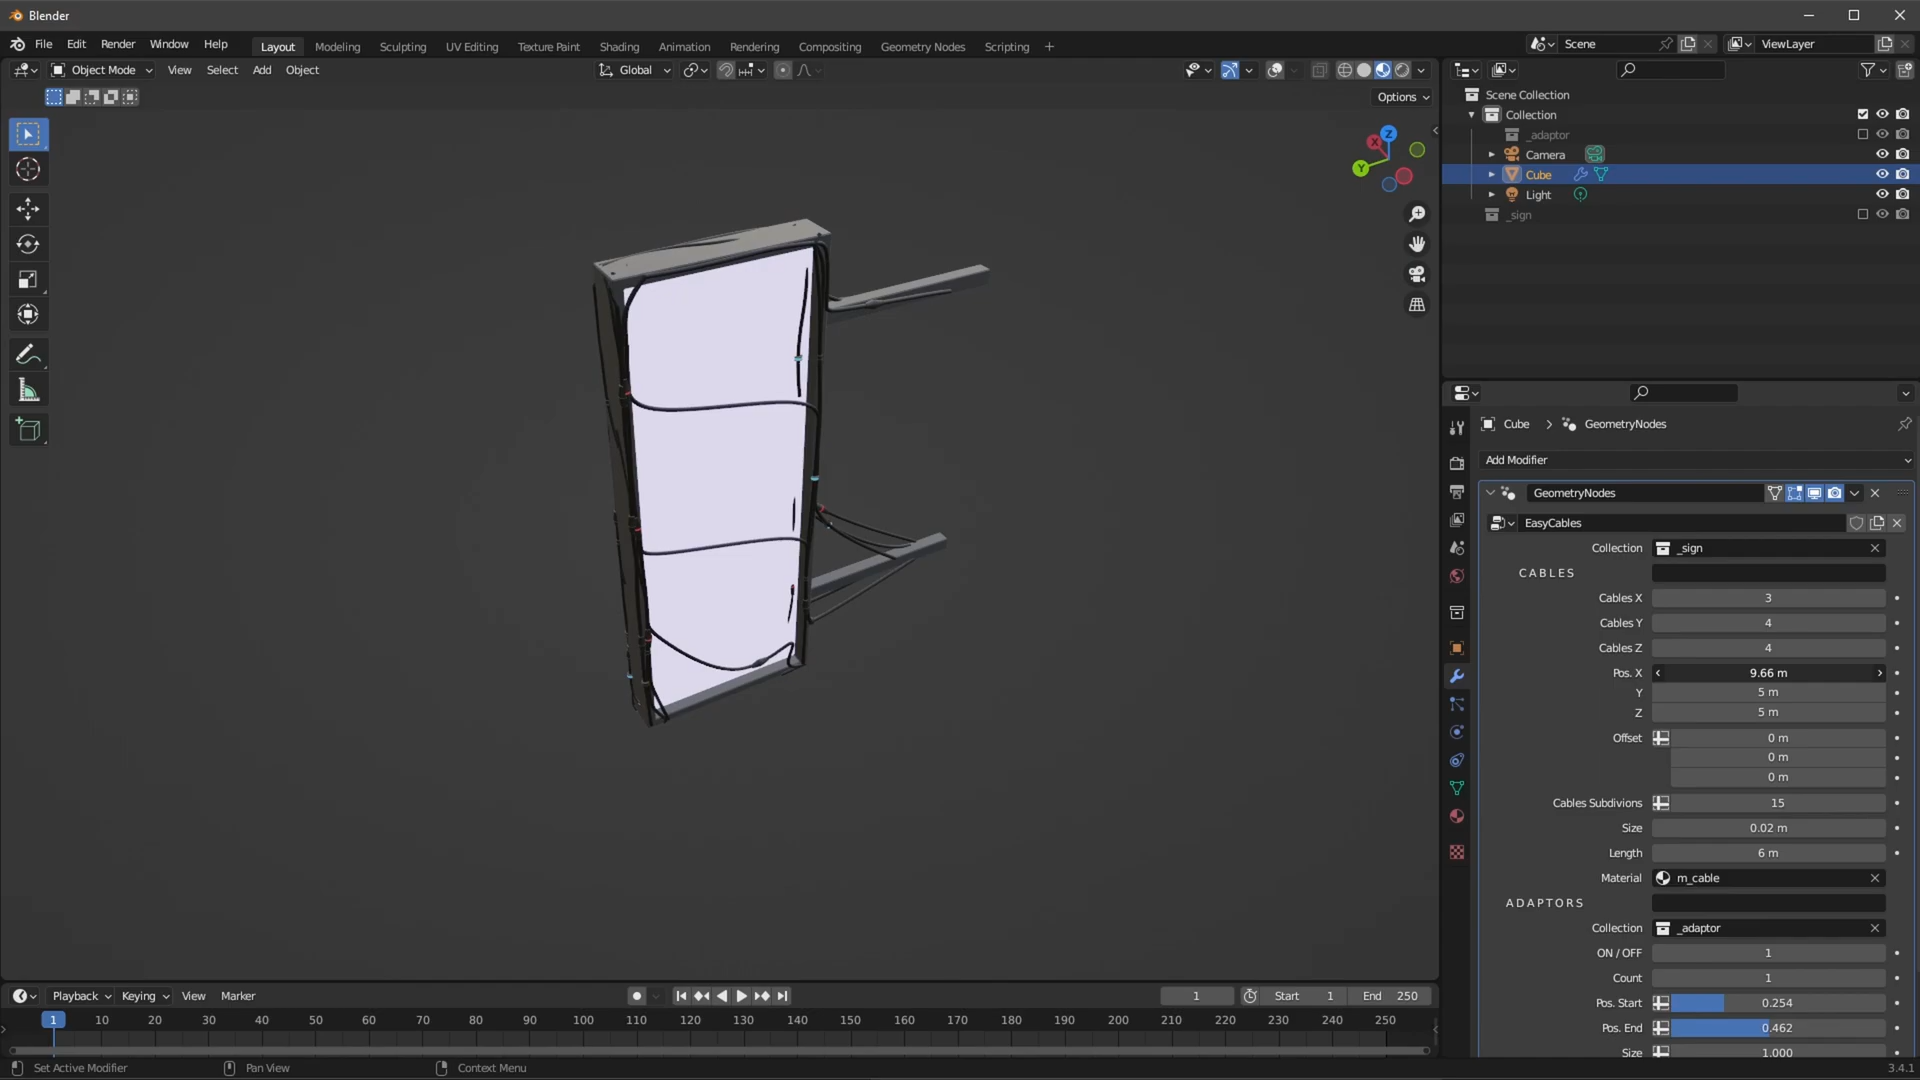 Blender
File Edit Render Window Help Layout Modeling Sculpting UV Editing Texture Paint Shading Animation Rendering Compositing Geometry Nodes Scripting + Scene ViewLayer
Object Mode View Select Add Object Global
Options
Z
X
Y
Scene Collection
Collection
_adaptor
Camera
Cube
Light
_sign
Cube > GeometryNodes
Add Modifier
GeometryNodes
EasyCables
Collection _sign
CABLES
Cables X 3
Cables Y 4
Cables Z 4
Pos. X 9.66 m
Y 5 m
Z 5 m
Offset 0 m
0 m
0 m
Cables Subdivions 15
Size 0.02 m
Length 6 m
Material m_cable
ADAPTORS
Collection _adaptor
ON / OFF 1
Count 1
Pos. Start 0.254
Pos. End 0.462
Size 1.000
Playback Keying View Marker 1 Start 1 End 250
1 10 20 30 40 50 60 70 80 90 100 110 120 130 140 150 160 170 180 190 200 210 220 230 240 250
Set Active Modifier Pan View Context Menu 3.4.1